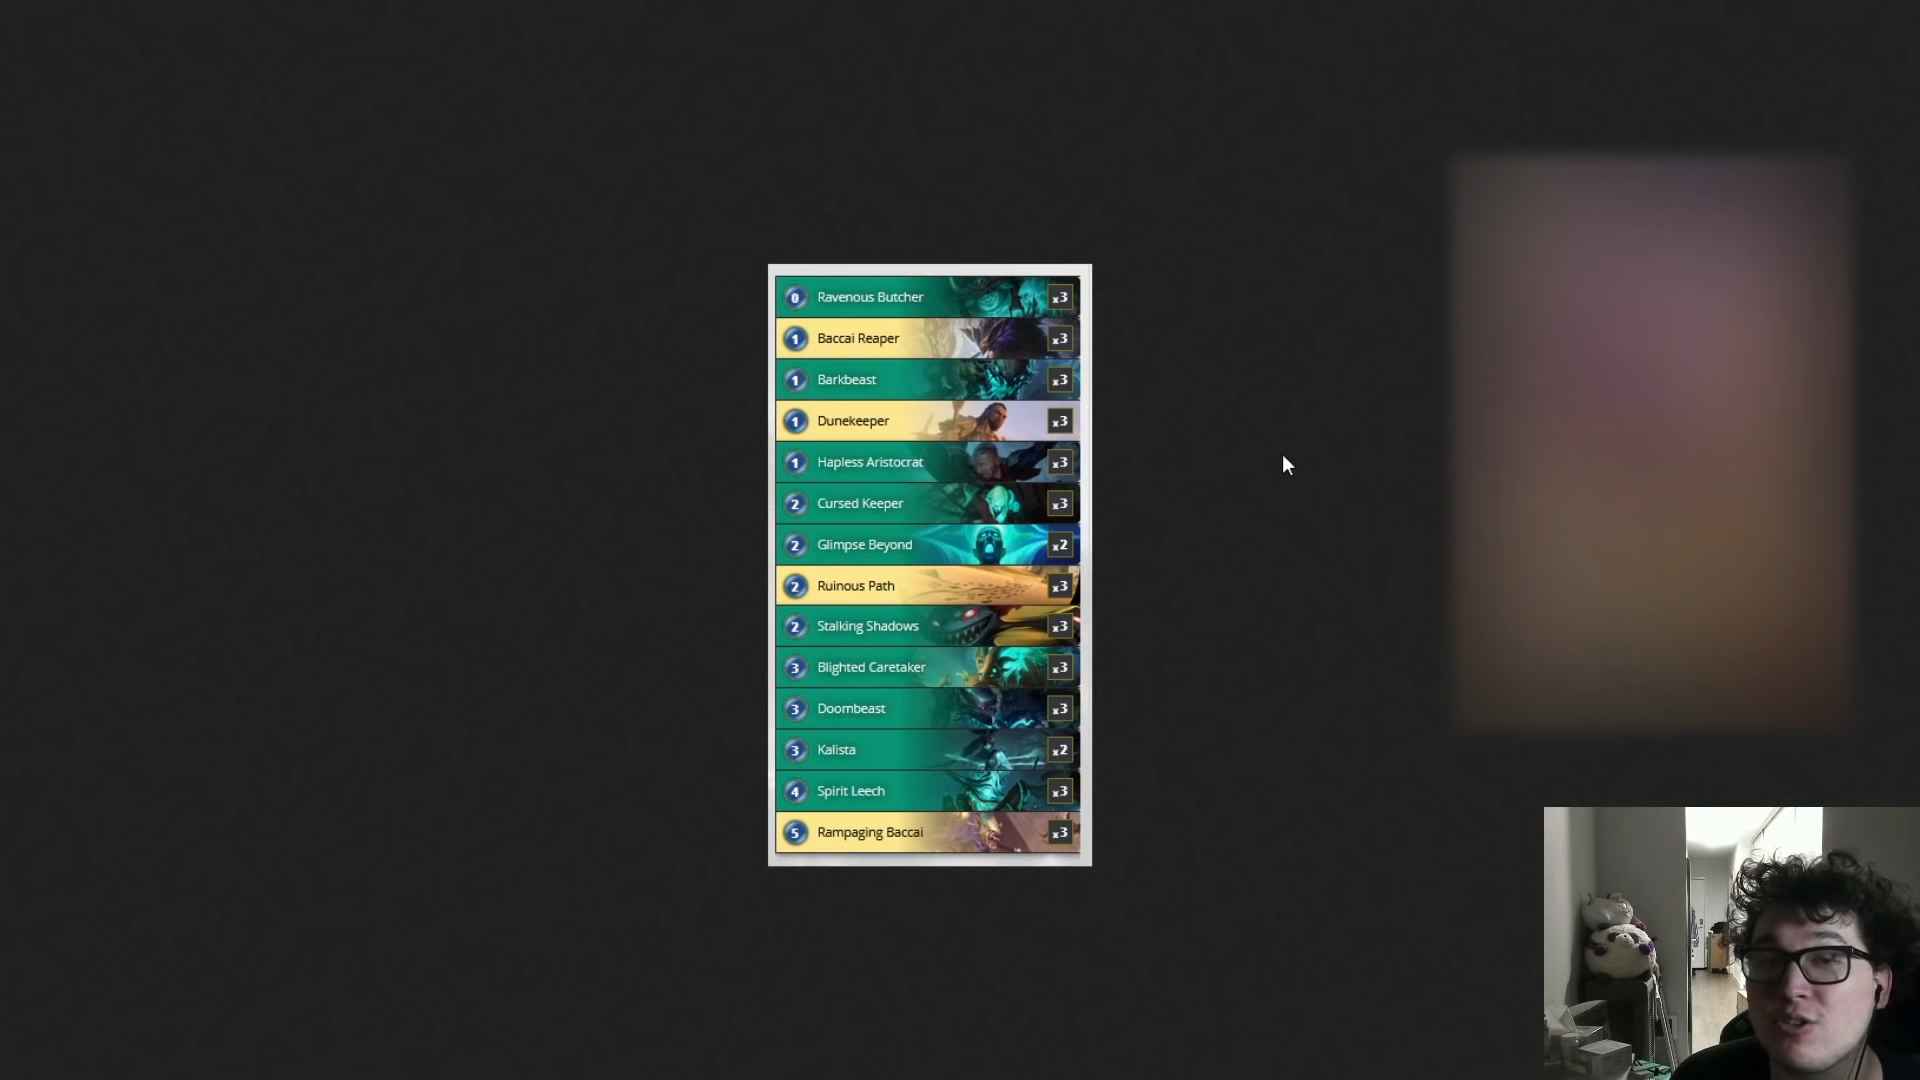 0 Ravenous Butcher x3
1 Baccai Reaper x3
1 Barkbeast x3
1 Dunekeeper x3
1 Hapless Aristocrat x3
2 Cursed Keeper x3
2 Glimpse Beyond x2
2 Ruinous Path x3
2 Stalking Shadows x3
3 Blighted Caretaker x3
3 Doombeast x3
3 Kalista x2
4 Spirit Leech x3
5 Rampaging Baccai x3